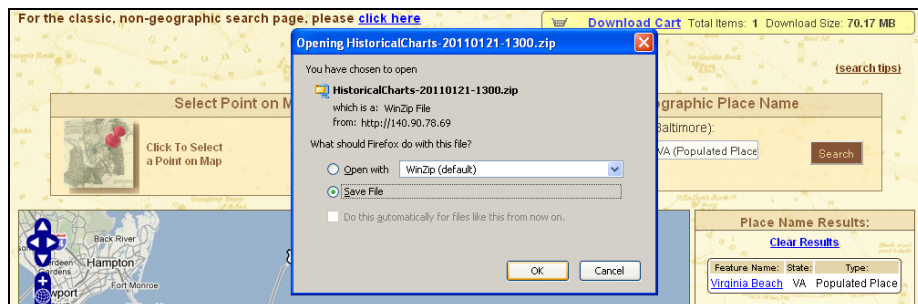 For the classic, non-geographic search page, please click here
Download Cart Total Items: 1 Download Size: 70.17 MB
Opening HistoricalCharts-20110121-1300.zip
You have chosen to open
HistoricalCharts-20110121-1300.zip
which is a: WinZip File
from: http://140.90.78.69
What should Firefox do with this file?
Open with WinZip (default)
Save File
Do this automatically for files like this from now on.
OK Cancel
(search tips)
Select Point on M
Click To Select
a Point on Map
ographic Place Name
Baltimore):
VA (Populated Place
Search
Back River
Hampton
Fort Monroe
wport
Place Name Results:
Clear Results
Feature Name: State: Type:
Virginia Beach VA Populated Place